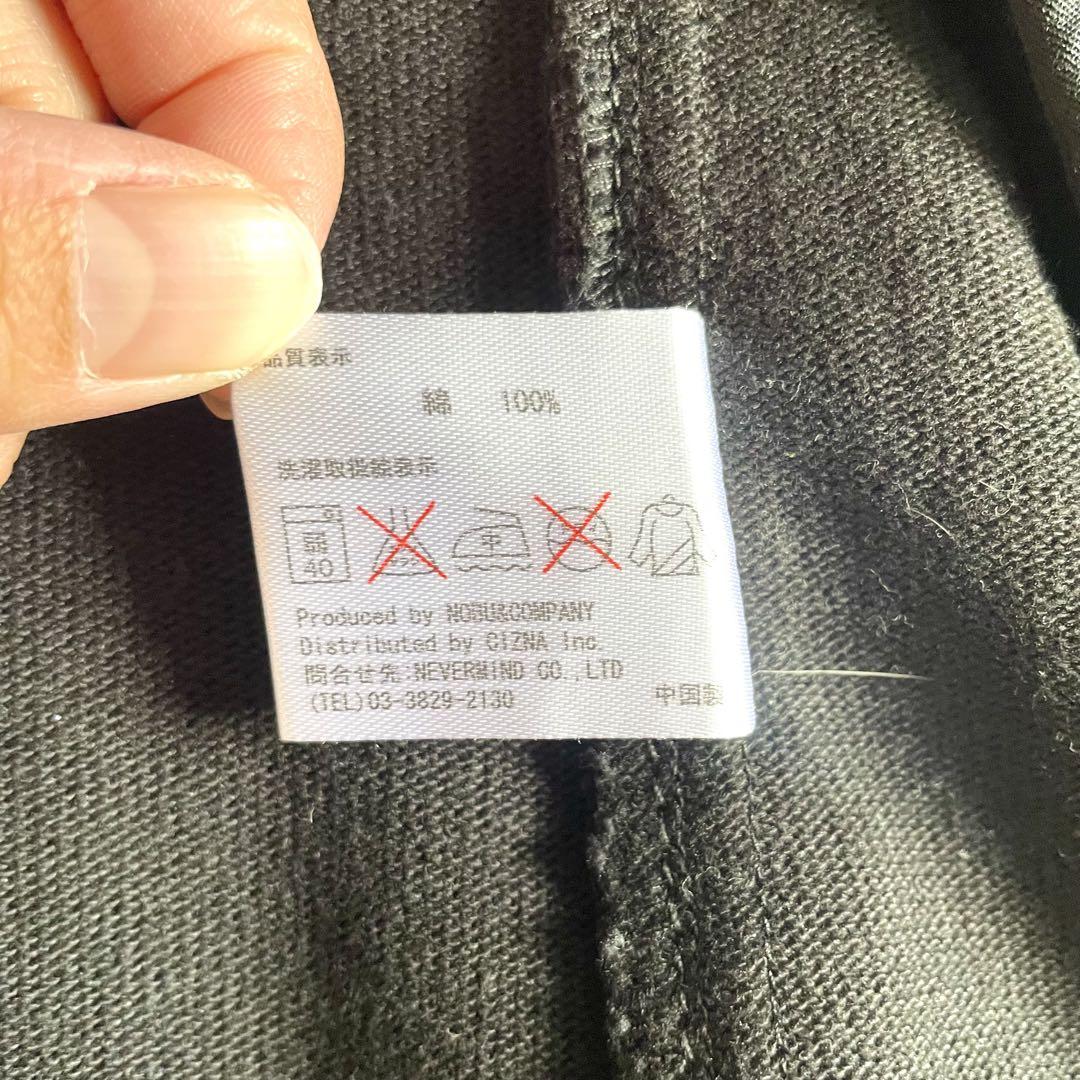 品質表示
綿 100%
洗濯取扱絵表示
弱
40
中
Produced by NOBU&COMPANY
Distributed by CIZNA Inc.
問合せ先:NEVERMIND CO.,LTD
(TEL)03-3829-2130 中国製